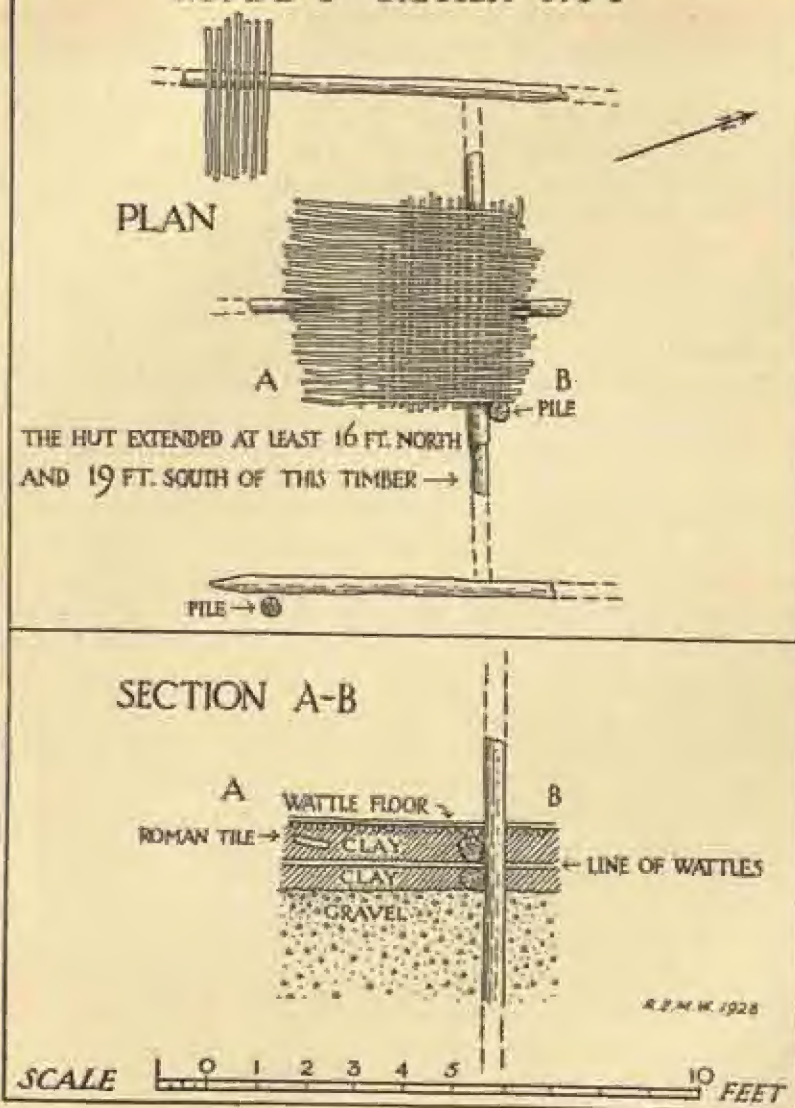 PLAN
A
B
← PILE
THE HUT EXTENDED AT LEAST 16 FT. NORTH
AND 19 FT. SOUTH OF THIS TIMBER →
PILE →
SECTION A-B
A
WATTLE FLOOR
B
ROMAN TILE →
CLAY
← LINE OF WATTLES
CLAY
GRAVEL
R.E.M.W. 1928
SCALE
0 1 2 3 4 5 10
FEET